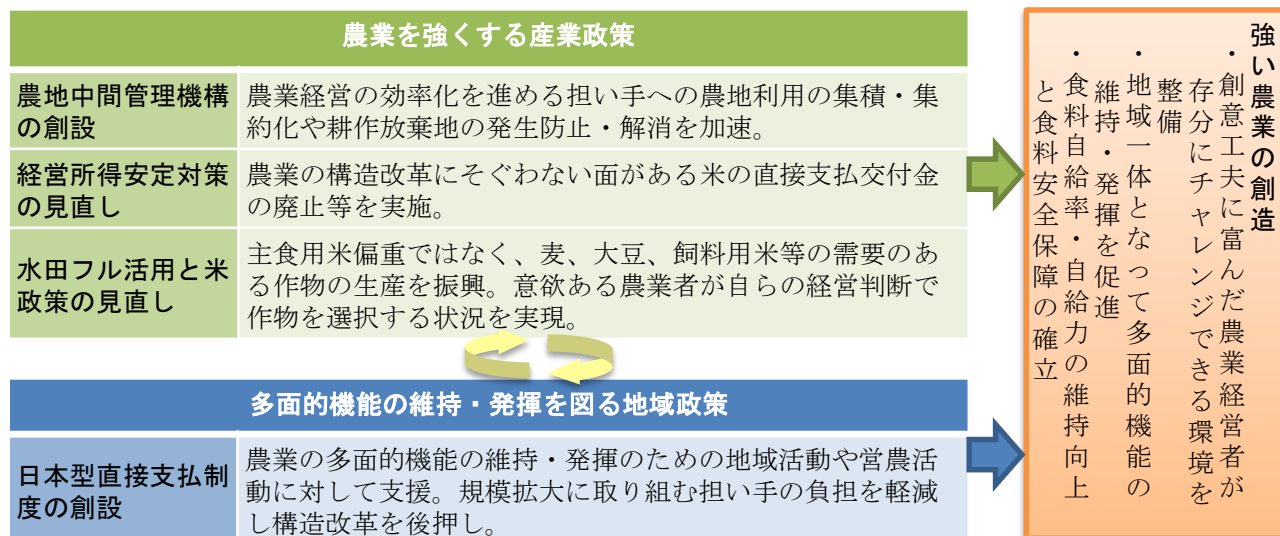 農業を強くする産業政策
農地中間管理機構
の創設
農業経営の効率化を進める担い手への農地利用の集積・集
約化や耕作放棄地の発生防止・解消を加速。
経営所得安定対策
の見直し
農業の構造改革にそぐわない面がある米の直接支払交付金
の廃止等を実施。
水田フル活用と米
政策の見直し
主食用米偏重ではなく、麦、大豆、飼料用米等の需要のあ
る作物の生産を振興。意欲ある農業者が自らの経営判断で
作物を選択する状況を実現。
多面的機能の維持・発揮を図る地域政策
日本型直接支払制
度の創設
農業の多面的機能の維持・発揮のための地域活動や営農活
動に対して支援。規模拡大に取り組む担い手の負担を軽減
し構造改革を後押し。
強い農業の創造
・創意工夫に富んだ農業経営者が
存分にチャレンジできる環境を
整備
・地域一体となって多面的機能の
維持・発揮を促進
・食料自給率・自給力の維持向上
と食料安全保障の確立